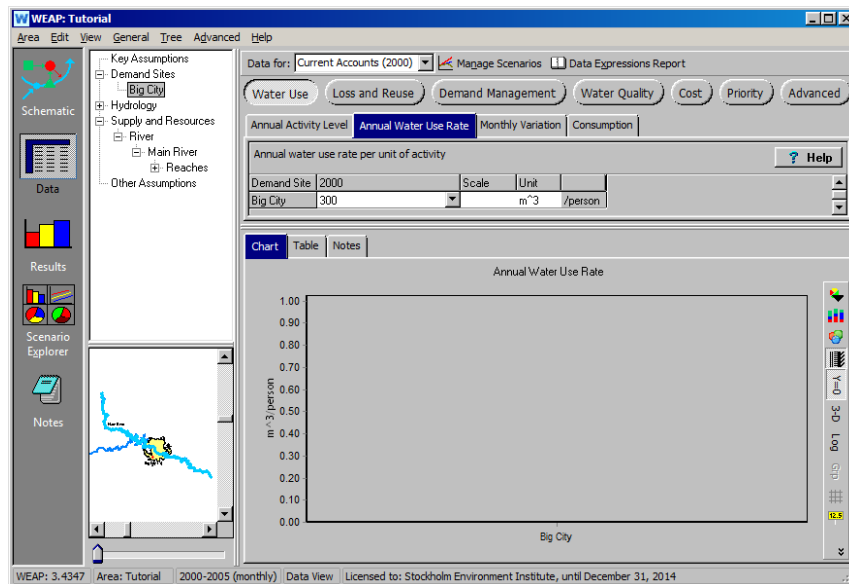 WEAP: Tutorial
Area Edit View General Tree Advanced Help
Schematic
Data
Results
Scenario
Explorer
Notes
Key Assumptions
Demand Sites
Big City
Hydrology
Supply and Resources
River
Main River
Reaches
Other Assumptions
Data for: Current Accounts (2000) Manage Scenarios Data Expressions Report
Water Use Loss and Reuse Demand Management Water Quality Cost Priority Advanced
Annual Activity Level Annual Water Use Rate Monthly Variation Consumption
Annual water use rate per unit of activity
? Help
Demand Site 2000 Scale Unit
Big City 300 m^3 /person
Chart Table Notes
Annual Water Use Rate
m^3/person
1.00
0.90
0.80
0.70
0.60
0.50
0.40
0.30
0.20
0.10
0.00
Big City
Y=0
3-D
Log
Grp
12.5
WEAP: 3.4347 Area: Tutorial 2000-2005 (monthly) Data View Licensed to: Stockholm Environment Institute, until December 31, 2014